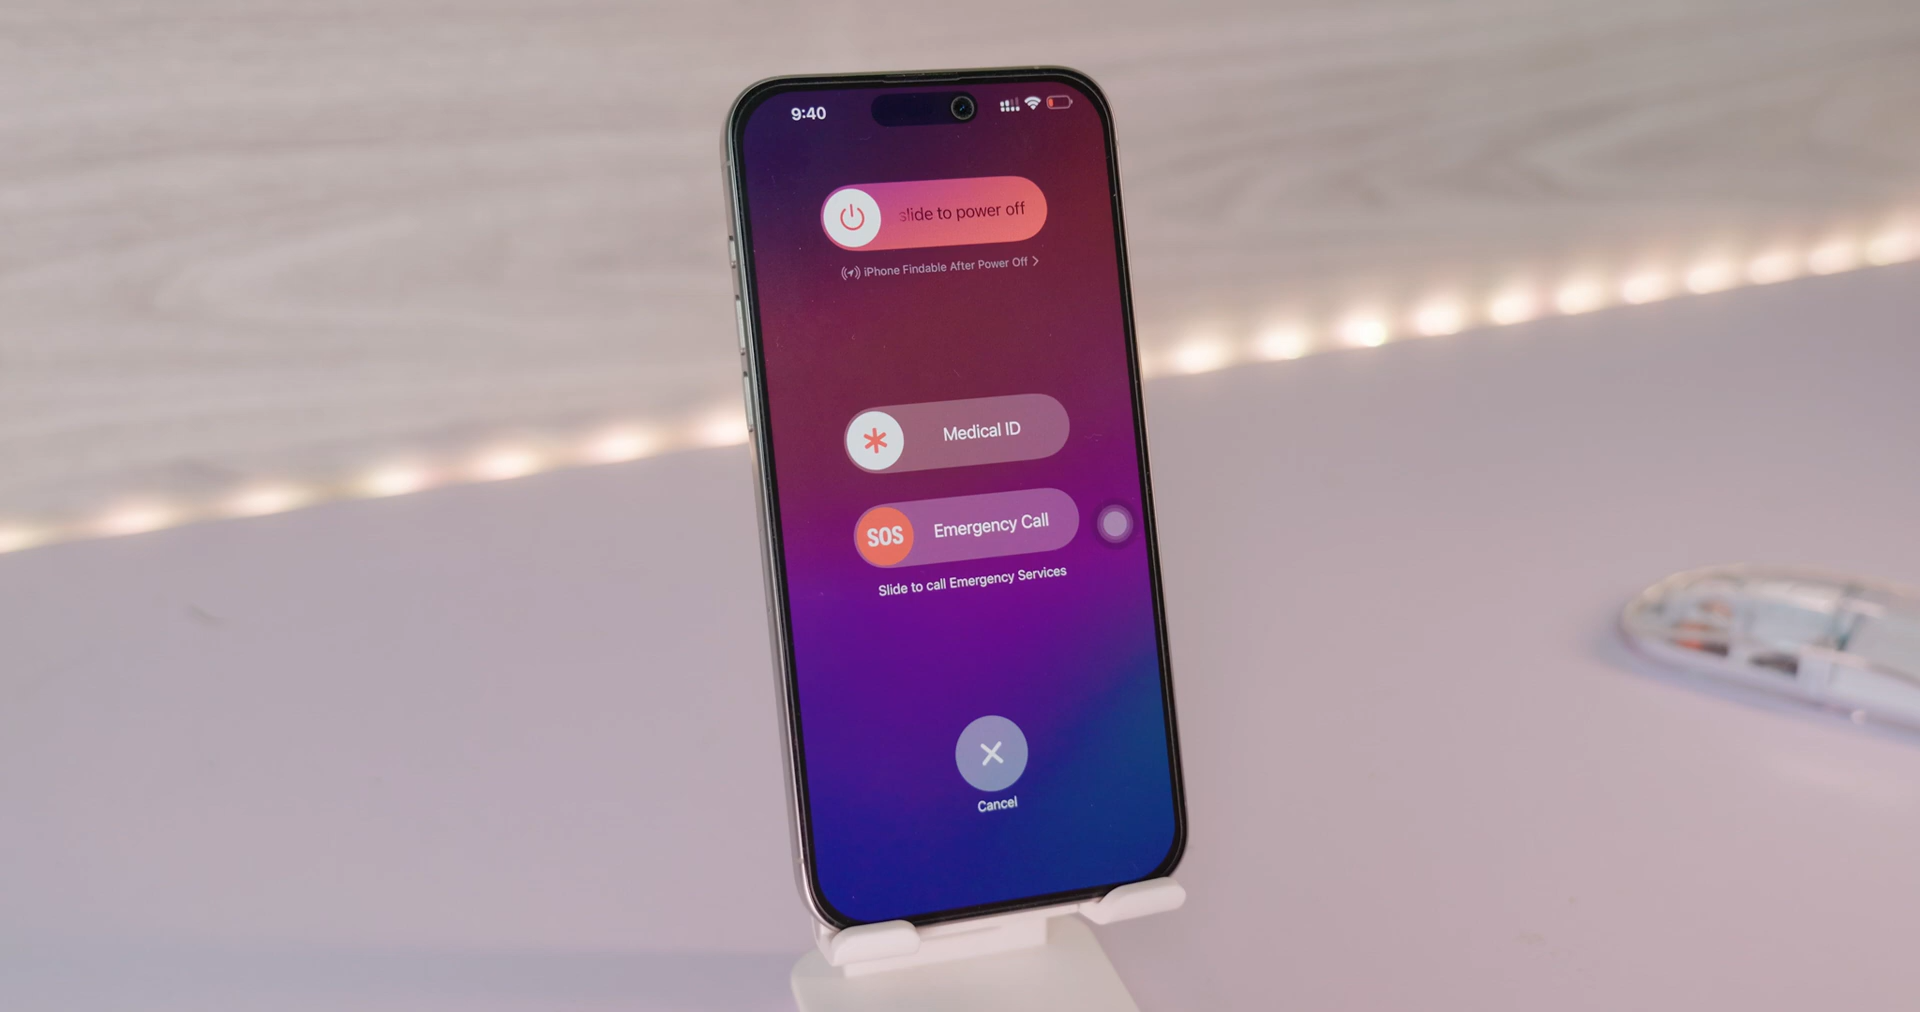 9:40
slide to power off
iPhone Findable After Power Off
Medical ID
SOS
Emergency Call
Slide to call Emergency Services
Cancel